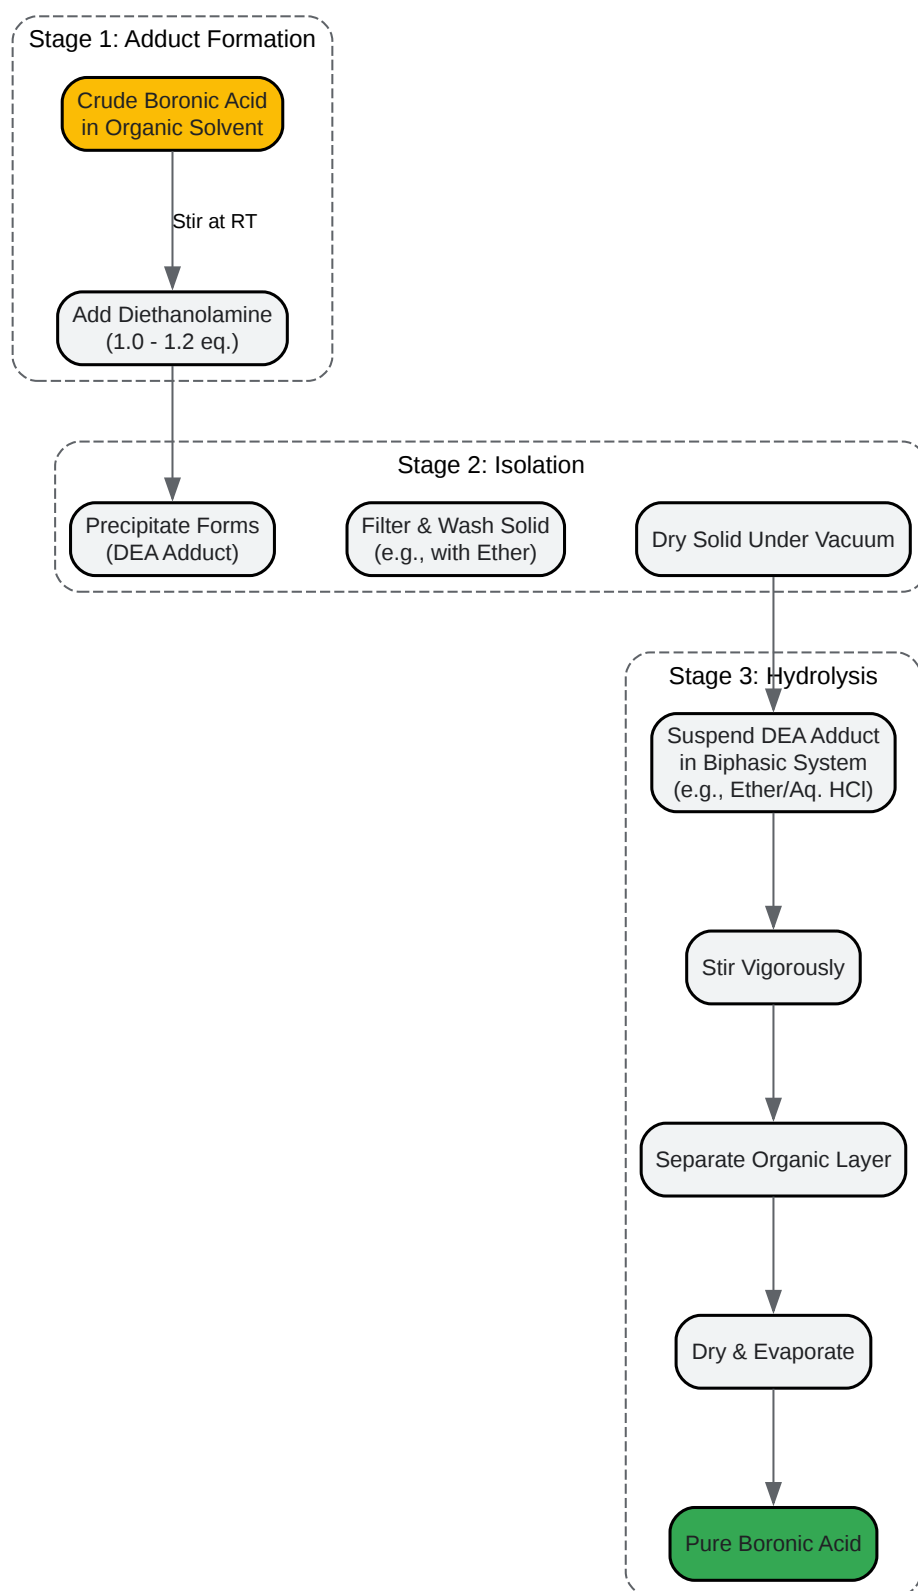 Stage 1: Adduct Formation
Crude Boronic Acid
in Organic Solvent
Stir at RT
Add Diethanolamine
(1.0 - 1.2 eq.)
Stage 2: Isolation
Precipitate Forms
(DEA Adduct)
Filter & Wash Solid
(e.g., with Ether)
Dry Solid Under Vacuum
Stage 3: Hydrolysis
Suspend DEA Adduct
in Biphasic System
(e.g., Ether/Aq. HCl)
Stir Vigorously
Separate Organic Layer
Dry & Evaporate
Pure Boronic Acid